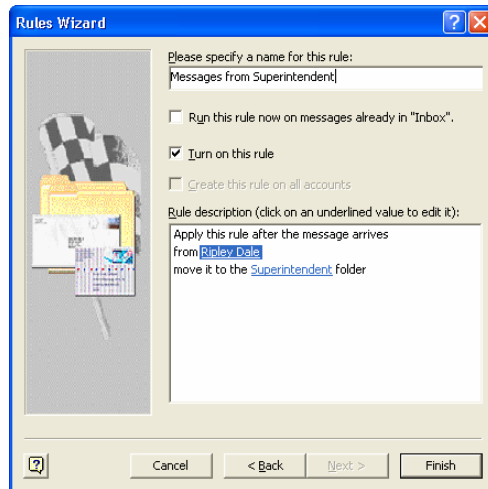 Rules Wizard
Please specify a name for this rule:
Messages from Superintendent
Run this rule now on messages already in "Inbox".
Turn on this rule
Create this rule on all accounts
Rule description (click on an underlined value to edit it):
Apply this rule after the message arrives
from Ripley Dale
move it to the Superintendent folder
Cancel
< Back
Next >
Finish